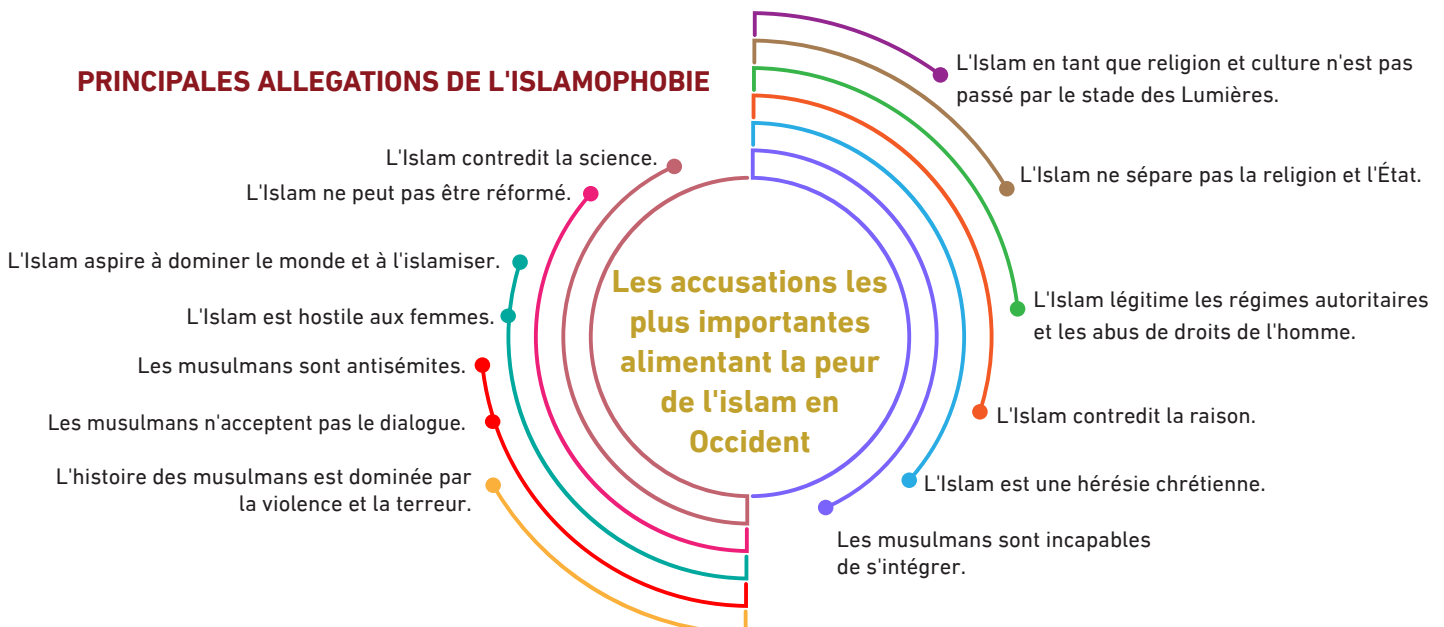 PRINCIPALES ALLEGATIONS DE L'ISLAMOPHOBIE
L'Islam contredit la science.
L'Islam ne peut pas être réformé.
L'Islam aspire à dominer le monde et à l'islamiser.
L'Islam est hostile aux femmes.
Les musulmans sont antisémites.
Les musulmans n'acceptent pas le dialogue.
L'histoire des musulmans est dominée par
la violence et la terreur.
Les accusations les
plus importantes
alimentant la peur
de l'islam en
Occident
L'Islam en tant que religion et culture n'est pas
passé par le stade des Lumières.
L'Islam ne sépare pas la religion et l'État.
L'Islam légitime les régimes autoritaires
et les abus de droits de l'homme.
L'Islam contredit la raison.
L'Islam est une hérésie chrétienne.
Les musulmans sont incapables
de s'intégrer.